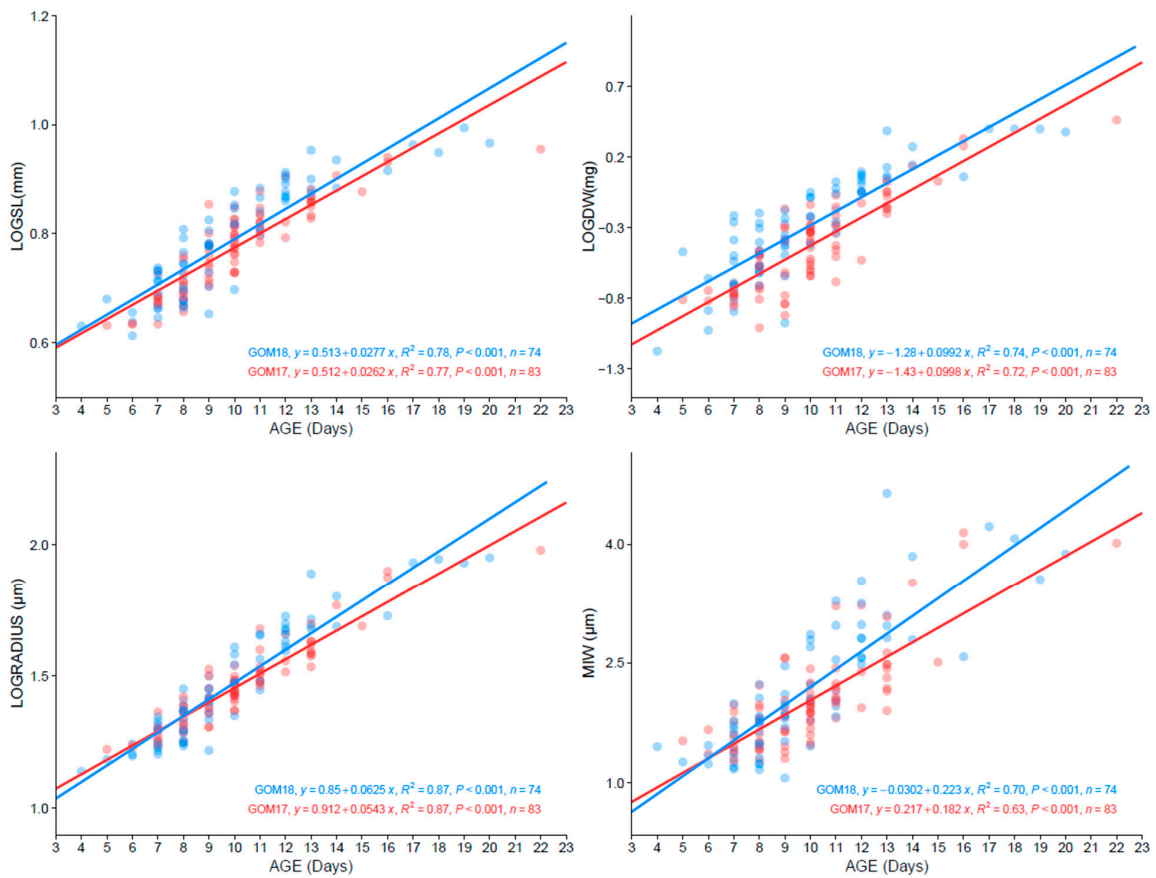 1.2
1.0
0.8
0.6
LOGSL(mm)
GOM18, y = 0.513 + 0.0277 x, R² = 0.78, P < 0.001, n = 74
GOM17, y = 0.512 + 0.0262 x, R² = 0.77, P < 0.001, n = 83
3 4 5 6 7 8 9 10 11 12 13 14 15 16 17 18 19 20 21 22 23
AGE (Days)
0.7
0.2
−0.3
−0.8
−1.3
LOGDW(mg)
GOM18, y = −1.28 + 0.0992 x, R² = 0.74, P < 0.001, n = 74
GOM17, y = −1.43 + 0.0998 x, R² = 0.72, P < 0.001, n = 83
3 4 5 6 7 8 9 10 11 12 13 14 15 16 17 18 19 20 21 22 23
AGE (Days)
2.0
1.5
1.0
LOGRADIUS (µm)
GOM18, y = 0.85 + 0.0625 x, R² = 0.87, P < 0.001, n = 74
GOM17, y = 0.912 + 0.0543 x, R² = 0.87, P < 0.001, n = 83
3 4 5 6 7 8 9 10 11 12 13 14 15 16 17 18 19 20 21 22 23
AGE (Days)
4.0
2.5
1.0
MIW (µm)
GOM18, y = −0.0302 + 0.223 x, R² = 0.70, P < 0.001, n = 74
GOM17, y = 0.217 + 0.182 x, R² = 0.63, P < 0.001, n = 83
3 4 5 6 7 8 9 10 11 12 13 14 15 16 17 18 19 20 21 22 23
AGE (Days)